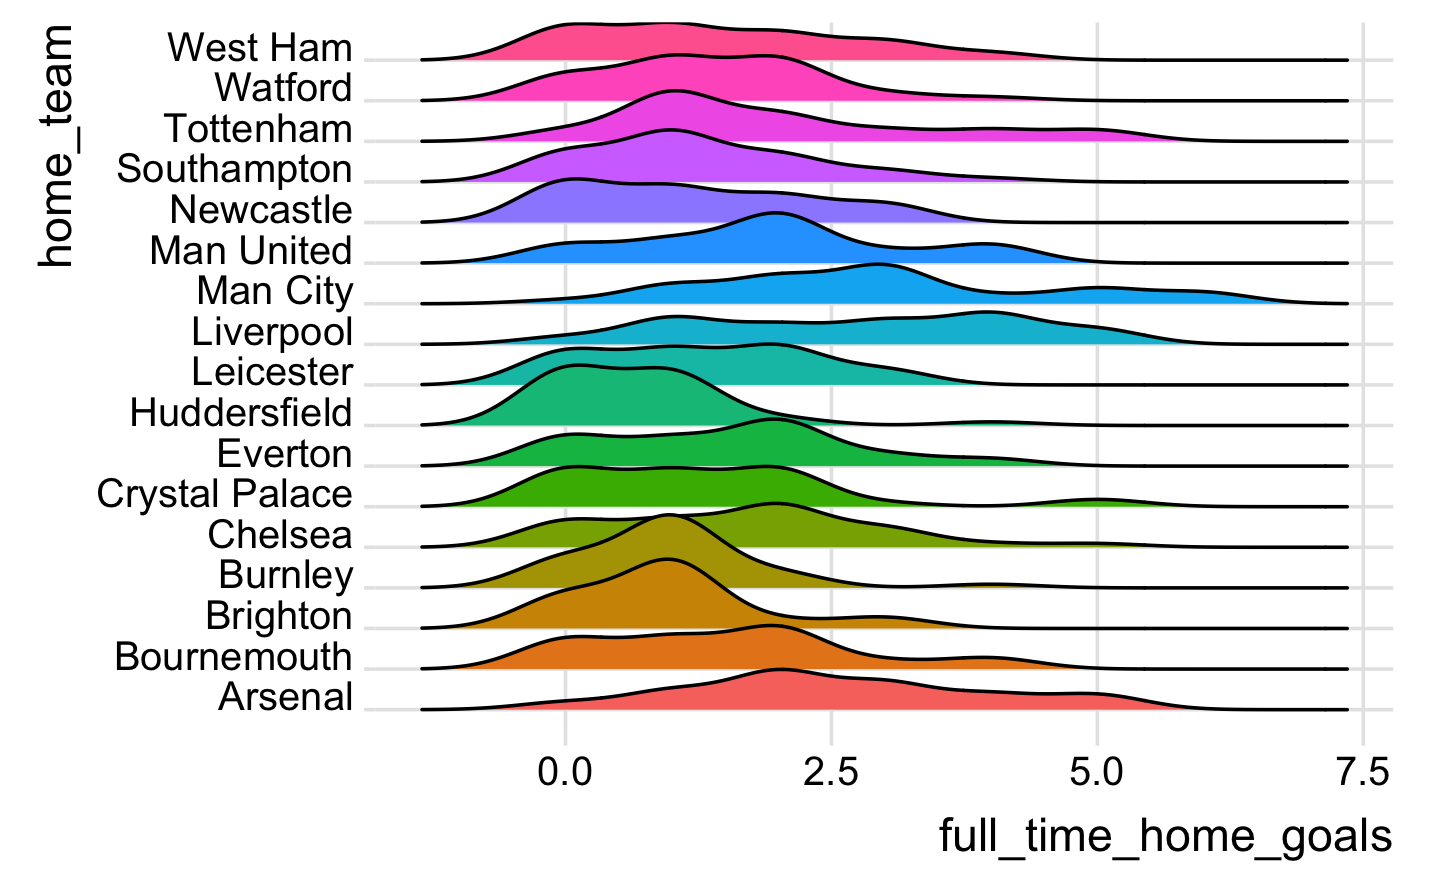 home_team
West Ham
Watford
Tottenham
Southampton
Newcastle
Man United
Man City
Liverpool
Leicester
Huddersfield
Everton
Crystal Palace
Chelsea
Burnley
Brighton
Bournemouth
Arsenal
0.0 2.5 5.0 7.5
full_time_home_goals